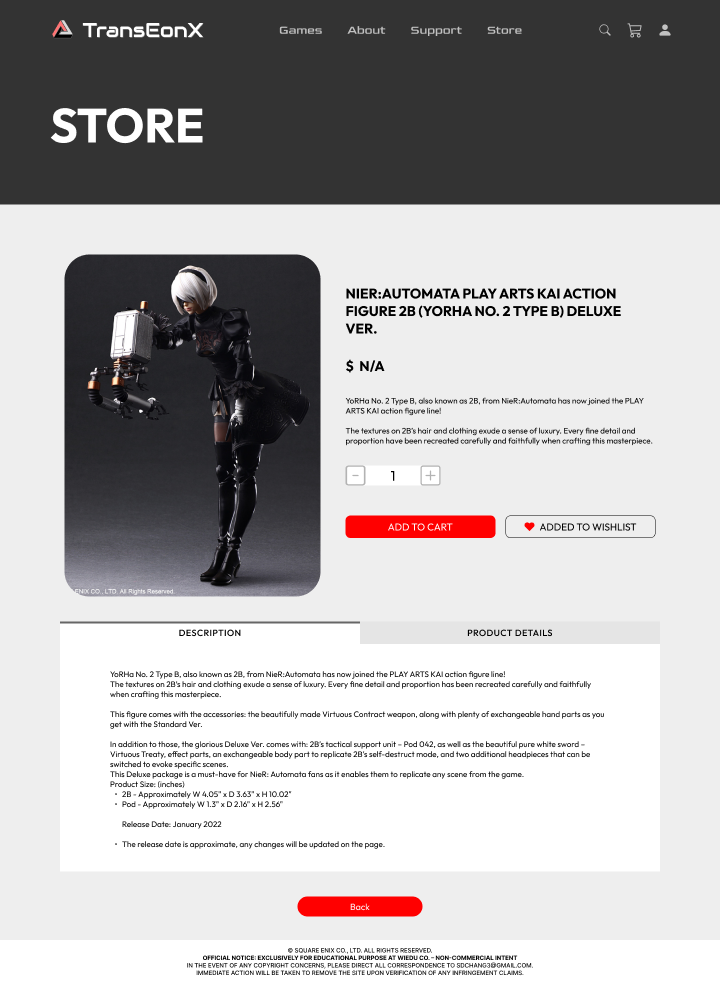 TransEonX
Games About Support Store
STORE
NIER:AUTOMATA PLAY ARTS KAI ACTION
FIGURE 2B (YORHA NO. 2 TYPE B) DELUXE
VER.
$ N/A
YoRHa No. 2 Type B, also known as 2B, from NieR:Automata has now joined the PLAY
ARTS KAI action figure line!
The textures on 2B's hair and clothing exude a sense of luxury. Every fine detail and
proportion have been recreated carefully and faithfully when crafting this masterpiece.
- 1 +
ADD TO CART
ADDED TO WISHLIST
ENIX CO., LTD. All Rights Reserved.
DESCRIPTION
PRODUCT DETAILS
YoRHa No. 2 Type B, also known as 2B, from NieR:Automata has now joined the PLAY ARTS KAI action figure line!
The textures on 2B's hair and clothing exude a sense of luxury. Every fine detail and proportion has been recreated carefully and faithfully
when crafting this masterpiece.
This figure comes with the accessories: the beautifully made Virtuous Contract weapon, along with plenty of exchangeable hand parts as you
get with the Standard Ver.
In addition to those, the glorious Deluxe Ver. comes with: 2B's tactical support unit – Pod 042, as well as the beautiful pure white sword –
Virtuous Treaty, effect parts, an exchangeable body part to replicate 2B's self-destruct mode, and two additional headpieces that can be
switched to evoke specific scenes.
This Deluxe package is a must-have for NieR: Automata fans as it enables them to replicate any scene from the game.
Product Size: (inches)
• 2B - Approximately W 4.05" x D 3.63" x H 10.02"
• Pod - Approximately W 1.3" x D 2.16" x H 2.56"
Release Date: January 2022
• The release date is approximate, any changes will be updated on the page.
Back
© SQUARE ENIX CO., LTD. ALL RIGHTS RESERVED.
OFFICIAL NOTICE: EXCLUSIVELY FOR EDUCATIONAL PURPOSE AT WIEDU CO. – NON-COMMERCIAL INTENT
IN THE EVENT OF ANY COPYRIGHT CONCERNS, PLEASE DIRECT ALL CORRESPONDENCE TO SDCHANG3@GMAIL.COM.
IMMEDIATE ACTION WILL BE TAKEN TO REMOVE THE SITE UPON VERIFICATION OF ANY INFRINGEMENT CLAIMS.